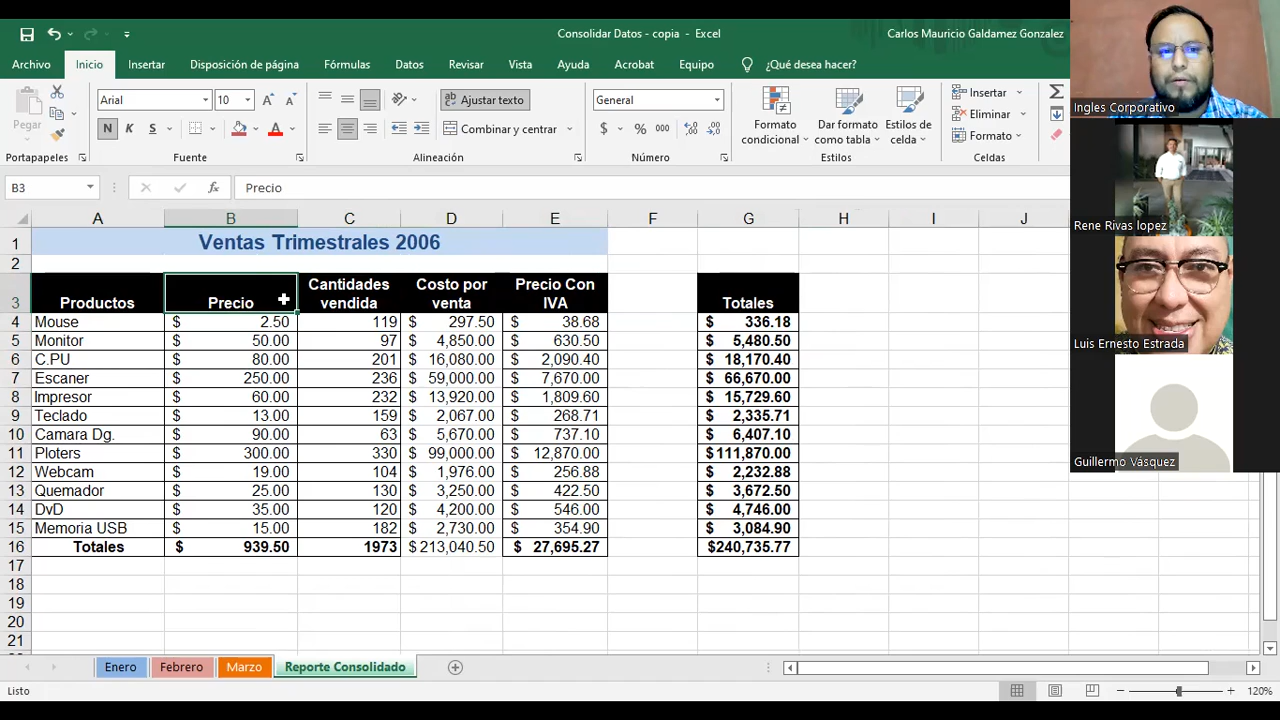 Consolidar Datos - copia - Excel
Carlos Mauricio Galdamez Gonzalez
Archivo Inicio Insertar Disposición de página Fórmulas Datos Revisar Vista Ayuda Acrobat Equipo ¿Qué desea hacer?
Pegar
Portapapeles
Arial 10
N K S
Fuente
Ajustar texto
Combinar y centrar
Alineación
General
$ % 000
Número
Formato condicional
Dar formato como tabla
Estilos de celda
Estilos
Insertar
Eliminar
Formato
Celdas
B3 fx Precio
A B C D E F G H I J
1 Ventas Trimestrales 2006
2
3 Productos Precio Cantidades vendida Costo por venta Precio Con IVA Totales
4 Mouse $ 2.50 119 $ 297.50 $ 38.68 $ 336.18
5 Monitor $ 50.00 97 $ 4,850.00 $ 630.50 $ 5,480.50
6 C.PU $ 80.00 201 $ 16,080.00 $ 2,090.40 $ 18,170.40
7 Escaner $ 250.00 236 $ 59,000.00 $ 7,670.00 $ 66,670.00
8 Impresor $ 60.00 232 $ 13,920.00 $ 1,809.60 $ 15,729.60
9 Teclado $ 13.00 159 $ 2,067.00 $ 268.71 $ 2,335.71
10 Camara Dg. $ 90.00 63 $ 5,670.00 $ 737.10 $ 6,407.10
11 Ploters $ 300.00 330 $ 99,000.00 $ 12,870.00 $111,870.00
12 Webcam $ 19.00 104 $ 1,976.00 $ 256.88 $ 2,232.88
13 Quemador $ 25.00 130 $ 3,250.00 $ 422.50 $ 3,672.50
14 DvD $ 35.00 120 $ 4,200.00 $ 546.00 $ 4,746.00
15 Memoria USB $ 15.00 182 $ 2,730.00 $ 354.90 $ 3,084.90
16 Totales $ 939.50 1973 $ 213,040.50 $ 27,695.27 $240,735.77
17
18
19
20
21
Enero Febrero Marzo Reporte Consolidado
Listo
120%
Ingles Corporativo
Rene Rivas lopez
Luis Ernesto Estrada
Guillermo Vásquez